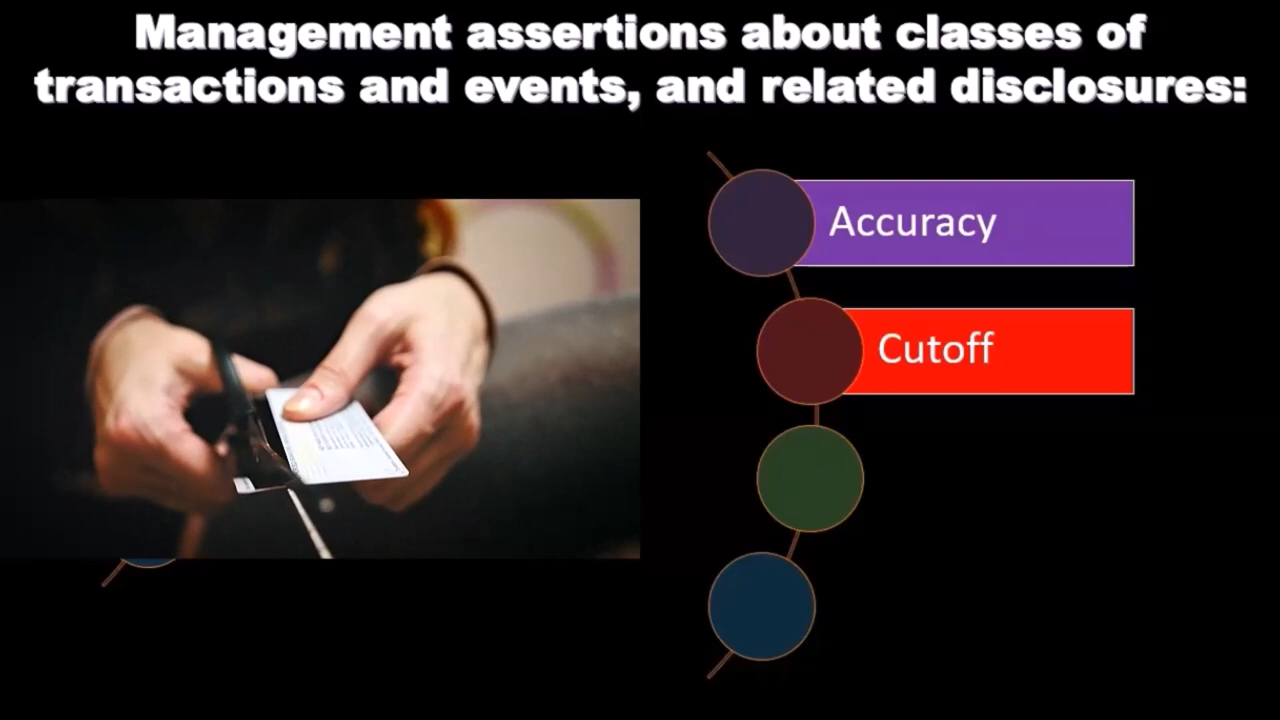 Management assertions about classes of
transactions and events, and related disclosures:
Accuracy
Cutoff